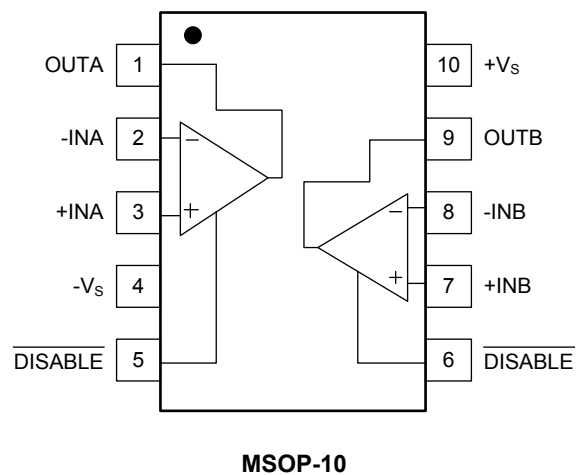 OUTA 1
10 +Vs
-INA 2
−
9 OUTB
+INA 3
+
−
8 -INB
-Vs 4
+
7 +INB
DISABLE 5
6 DISABLE
MSOP-10